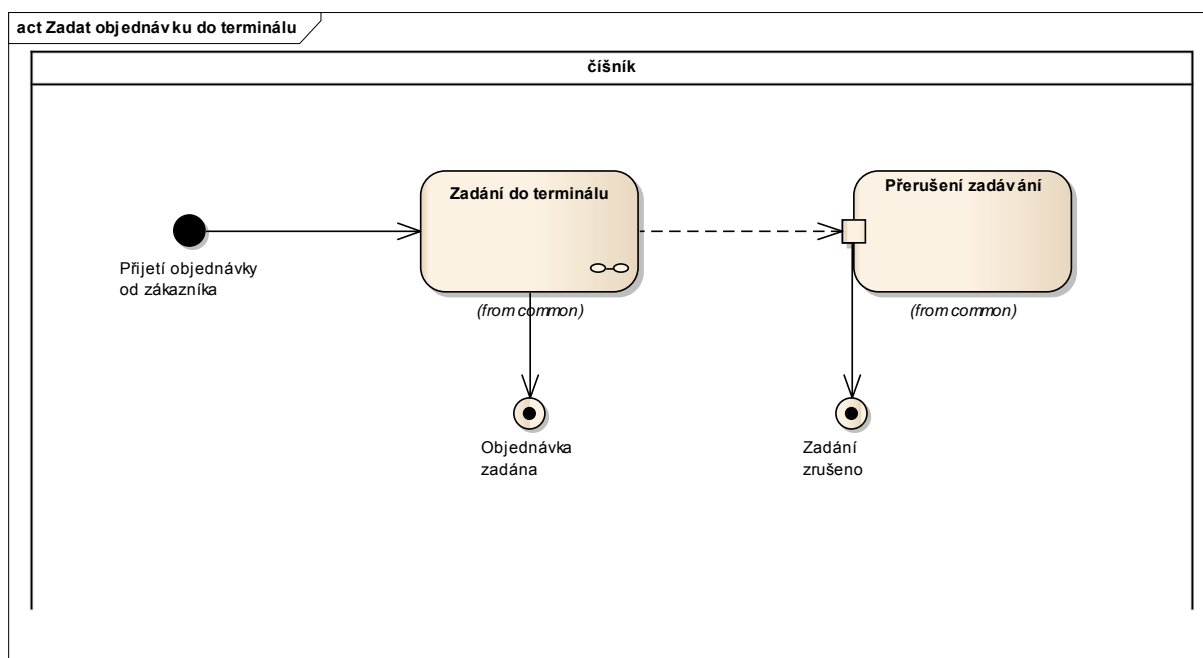 act Zadat objednávku do terminálu
číšník
Zadání do terminálu
Přerušení zadávání
Přijetí objednávky
od zákazníka
(from common)
(from common)
Objednávka
zadána
Zadání
zrušeno